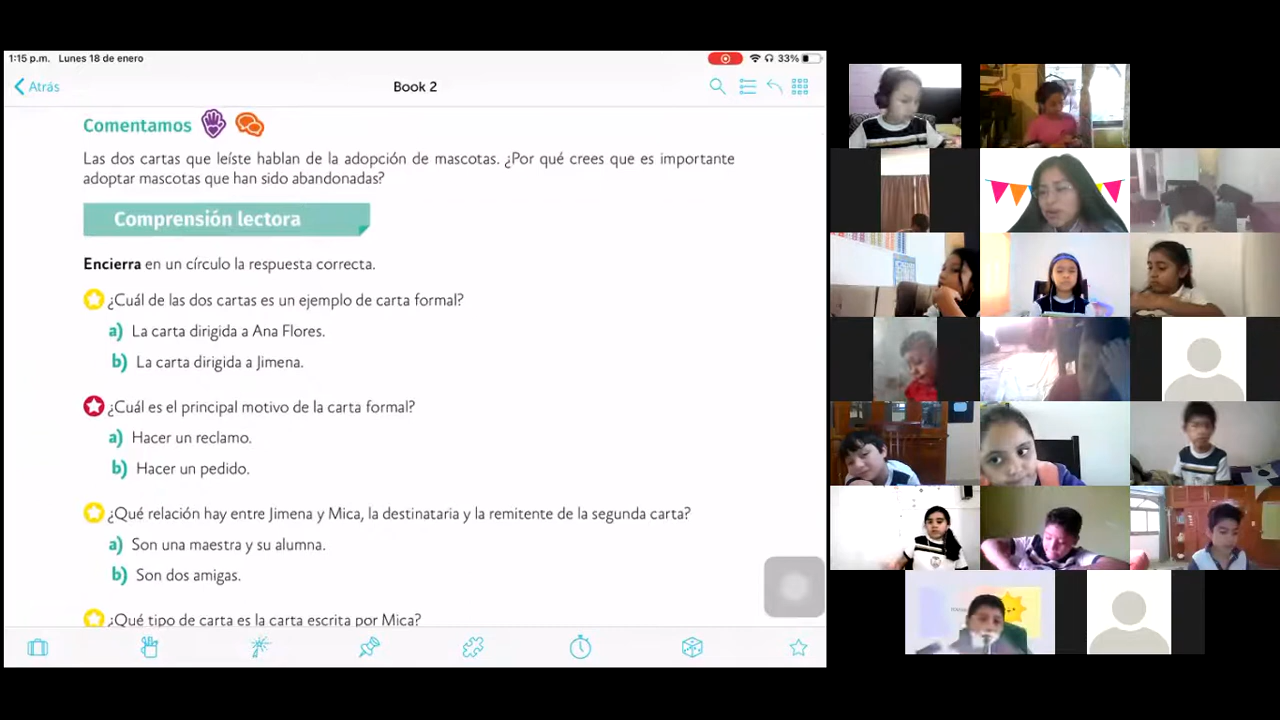 1:15 p.m. Lunes 18 de enero
33%
Atrás
Book 2
Comentamos
Las dos cartas que leíste hablan de la adopción de mascotas. ¿Por qué crees que es importante
adoptar mascotas que han sido abandonadas?
Comprensión lectora
Encierra en un círculo la respuesta correcta.
¿Cuál de las dos cartas es un ejemplo de carta formal?
a) La carta dirigida a Ana Flores.
b) La carta dirigida a Jimena.
¿Cuál es el principal motivo de la carta formal?
a) Hacer un reclamo.
b) Hacer un pedido.
¿Qué relación hay entre Jimena y Mica, la destinataria y la remitente de la segunda carta?
a) Son una maestra y su alumna.
b) Son dos amigas.
¿Qué tipo de carta es la carta escrita por Mica?